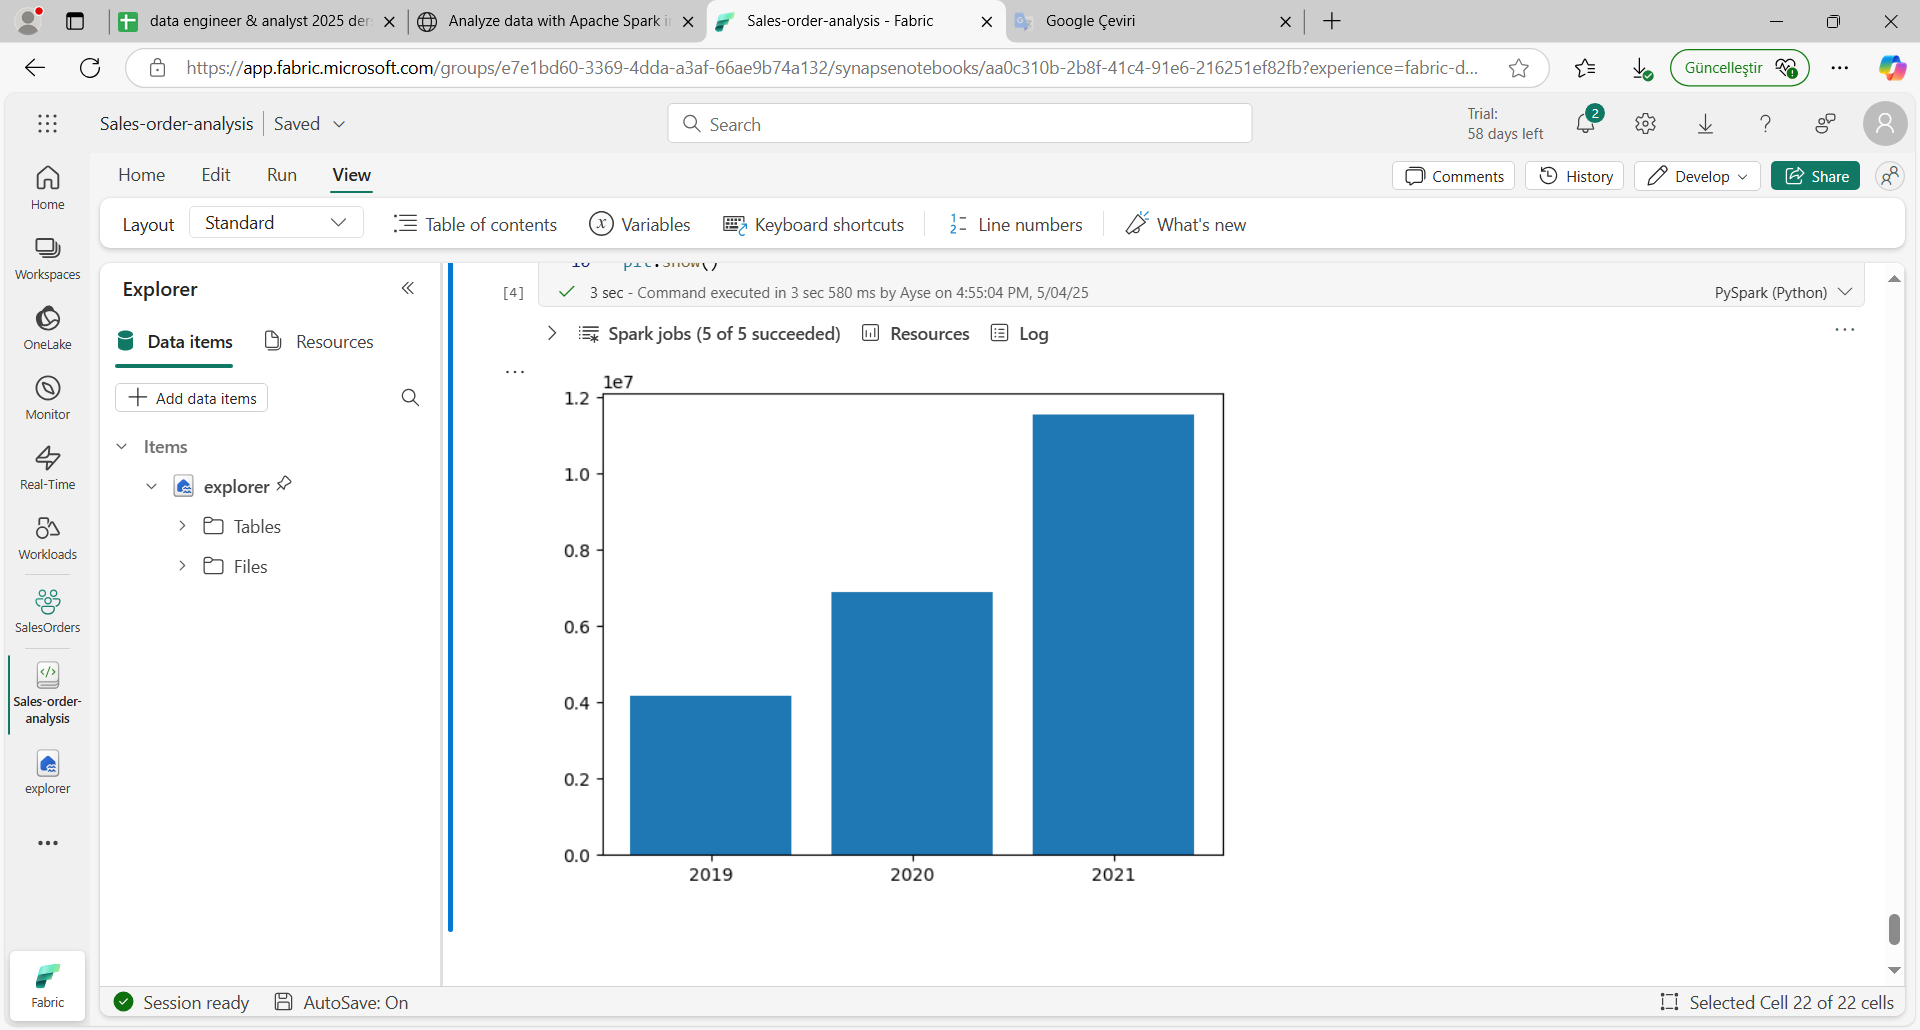 data engineer & analyst 2025 der
Analyze data with Apache Spark i
Sales-order-analysis - Fabric
Google Çeviri
https://app.fabric.microsoft.com/groups/e7e1bd60-3369-4dda-a3af-66ae9b74a132/synapsenotebooks/aa0c310b-2b8f-41c4-91e6-216251ef82fb?experience=fabric-d...
Güncelleştir
Sales-order-analysis
Saved
Search
Trial:
58 days left
2
Home
Edit
Run
View
Comments
History
Develop
Share
Layout
Standard
Table of contents
Variables
Keyboard shortcuts
Line numbers
What's new
Home
Workspaces
OneLake
Monitor
Real-Time
Workloads
SalesOrders
Sales-order-
analysis
explorer
Fabric
Explorer
Data items
Resources
Add data items
Items
explorer
Tables
Files
plt.show()
[4]
3 sec - Command executed in 3 sec 580 ms by Ayse on 4:55:04 PM, 5/04/25
PySpark (Python)
Spark jobs (5 of 5 succeeded)
Resources
Log
1e7
1.2
1.0
0.8
0.6
0.4
0.2
0.0
2019
2020
2021
Session ready
AutoSave: On
Selected Cell 22 of 22 cells